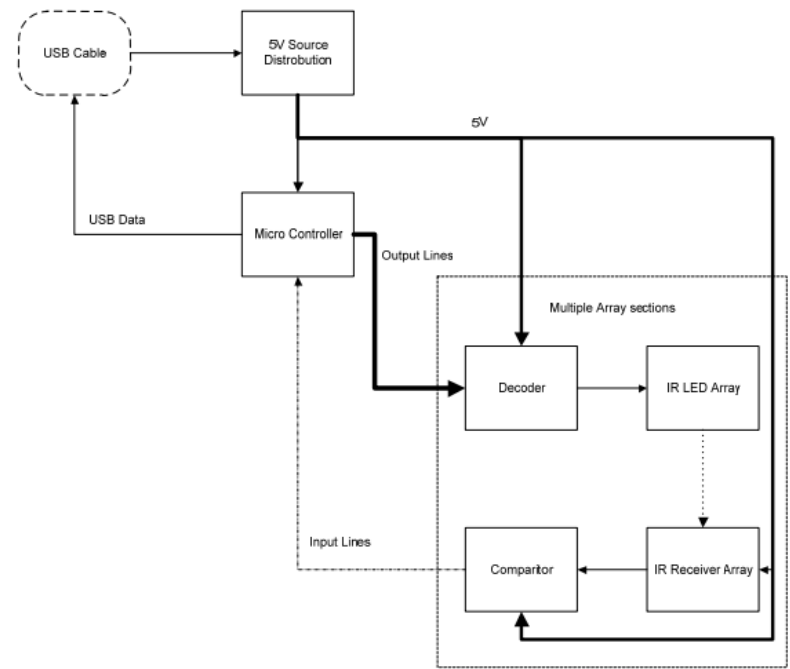 USB Cable
5V Source
Distrobution
5V
USB Data
Micro Controller
Output Lines
Multiple Array sections
Decoder
IR LED Array
Input Lines
Comparitor
IR Receiver Array